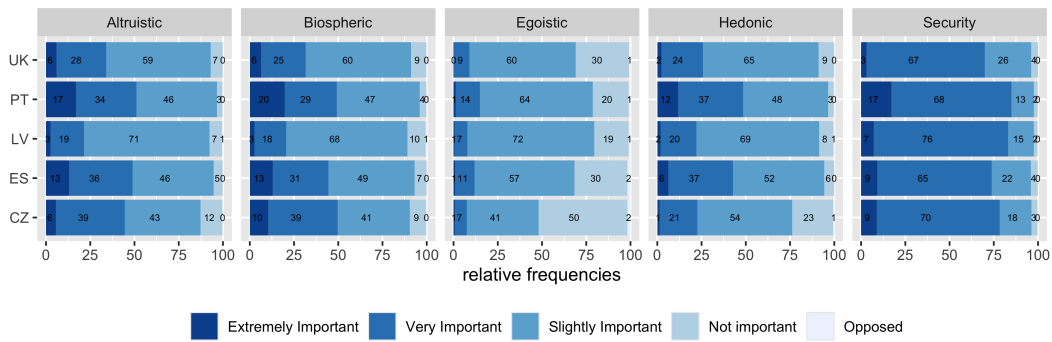 Altruistic Biospheric Egoistic Hedonic Security
UK 6 28 59 7 0 6 25 60 9 0 0 9 60 30 1 2 24 65 9 0 3 67 26 4 0
PT 17 34 46 3 0 20 29 47 4 0 1 14 64 20 1 12 37 48 3 0 17 68 13 2 0
LV 3 19 71 7 1 3 18 68 10 1 1 7 72 19 1 2 20 69 8 1 7 76 15 2 0
ES 13 36 46 5 0 13 31 49 7 0 1 11 57 30 2 6 37 52 6 0 9 65 22 4 0
CZ 6 39 43 12 0 10 39 41 9 0 1 7 41 50 2 1 21 54 23 1 9 70 18 3 0
0 25 50 75 100 0 25 50 75 100 0 25 50 75 100 0 25 50 75 100 0 25 50 75 100
relative frequencies
Extremely Important Very Important Slightly Important Not important Opposed